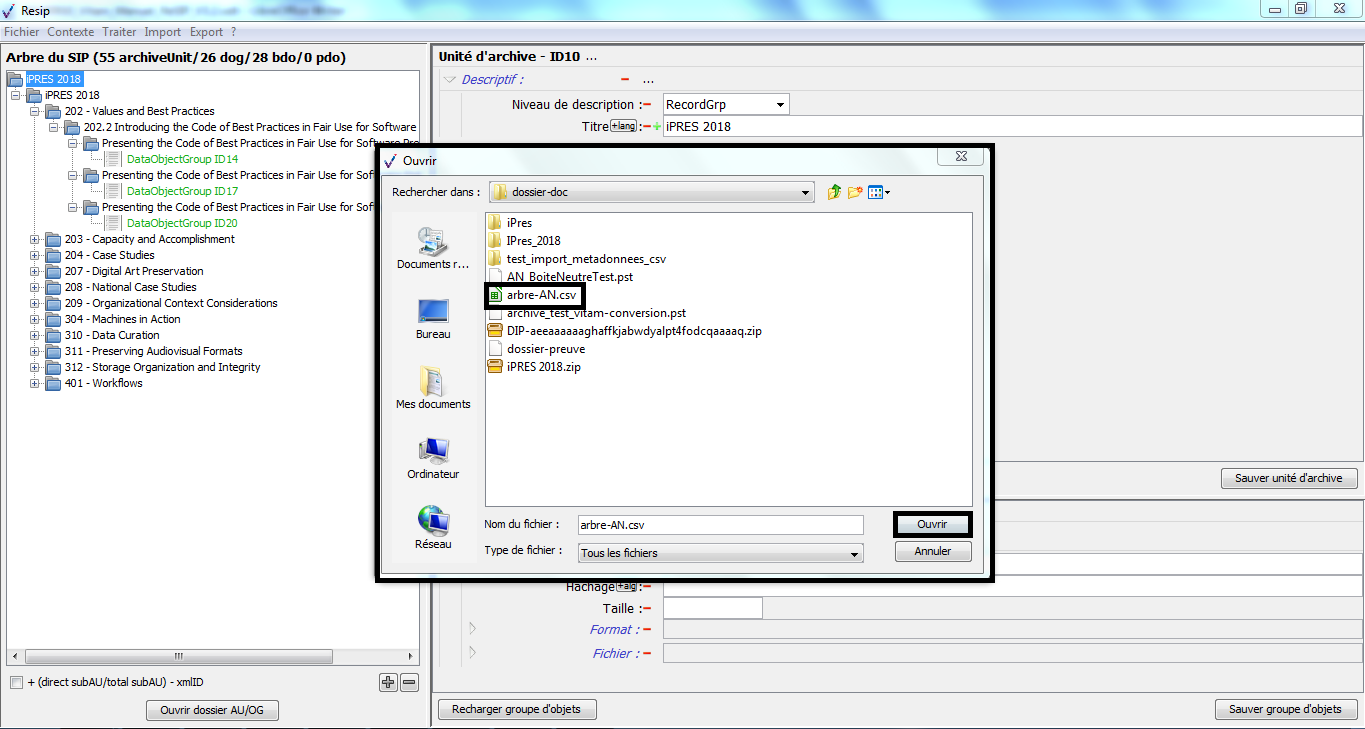 Resip
Fichier Contexte Traiter Import Export ?
Arbre du SIP (55 archiveUnit/26 dog/28 bdo/0 pdo)
iPRES 2018
iPRES 2018
202 - Values and Best Practices
202.2 Introducing the Code of Best Practices in Fair Use for Software
Presenting the Code of Best Practices in Fair Use for Software Pre
DataObjectGroup ID14
Presenting the Code of Best Practices in Fair Use for Sof
DataObjectGroup ID17
Presenting the Code of Best Practices in Fair Use for Sof
DataObjectGroup ID20
203 - Capacity and Accomplishment
204 - Case Studies
207 - Digital Art Preservation
208 - National Case Studies
209 - Organizational Context Considerations
304 - Machines in Action
310 - Data Curation
311 - Preserving Audiovisual Formats
312 - Storage Organization and Integrity
401 - Workflows
+ (direct subAU/total subAU) - xmlID
Ouvrir dossier AU/OG
Unité d'archive - ID10 ...
Descriptif : − ...
Niveau de description :− RecordGrp
Titre +lang :−+ iPRES 2018
Ouvrir
Rechercher dans : dossier-doc
Documents r...
Bureau
Mes documents
Ordinateur
Réseau
iPres
IPres_2018
test_import_metadonnees_csv
AN_BoiteNeutreTest.pst
arbre-AN.csv
archive_test_vitam-conversion.pst
DIP-aeeaaaaaaghaffkjabwdyalpt4fodcqaaaaq.zip
dossier-preuve
iPRES 2018.zip
Nom du fichier : arbre-AN.csv
Ouvrir
Type de fichier : Tous les fichiers
Annuler
Sauver unité d'archive
Hachage +alg :−
Taille :−
Format : −
Fichier : −
Recharger groupe d'objets
Sauver groupe d'objets